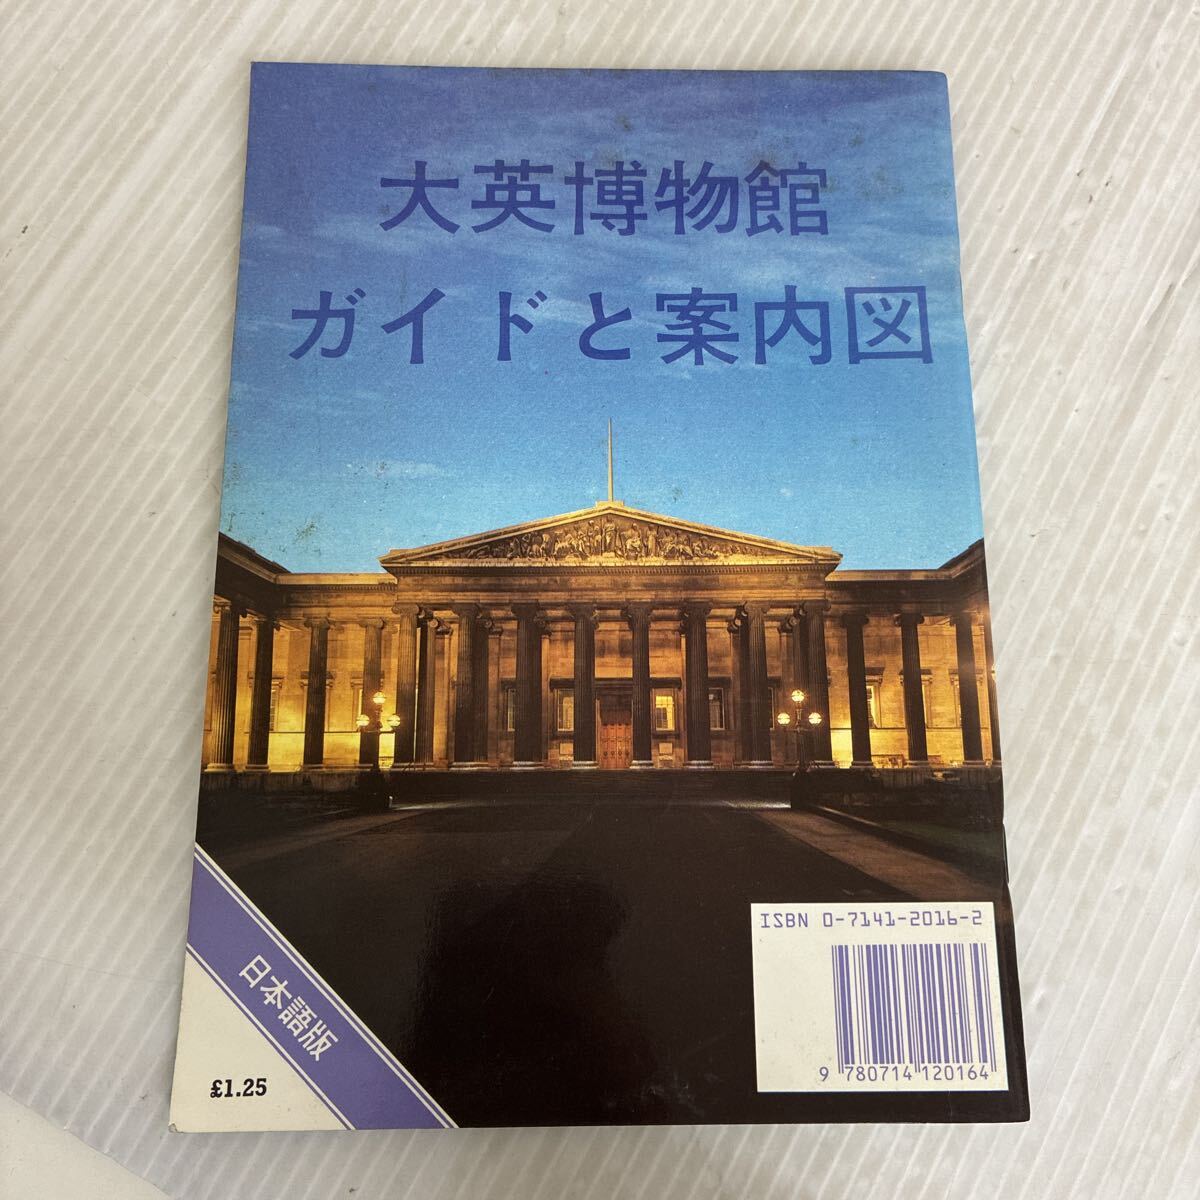 大英博物館
ガイドと案内図
日本語版
£1.25
ISBN 0-7141-2016-2
9 780714 120164